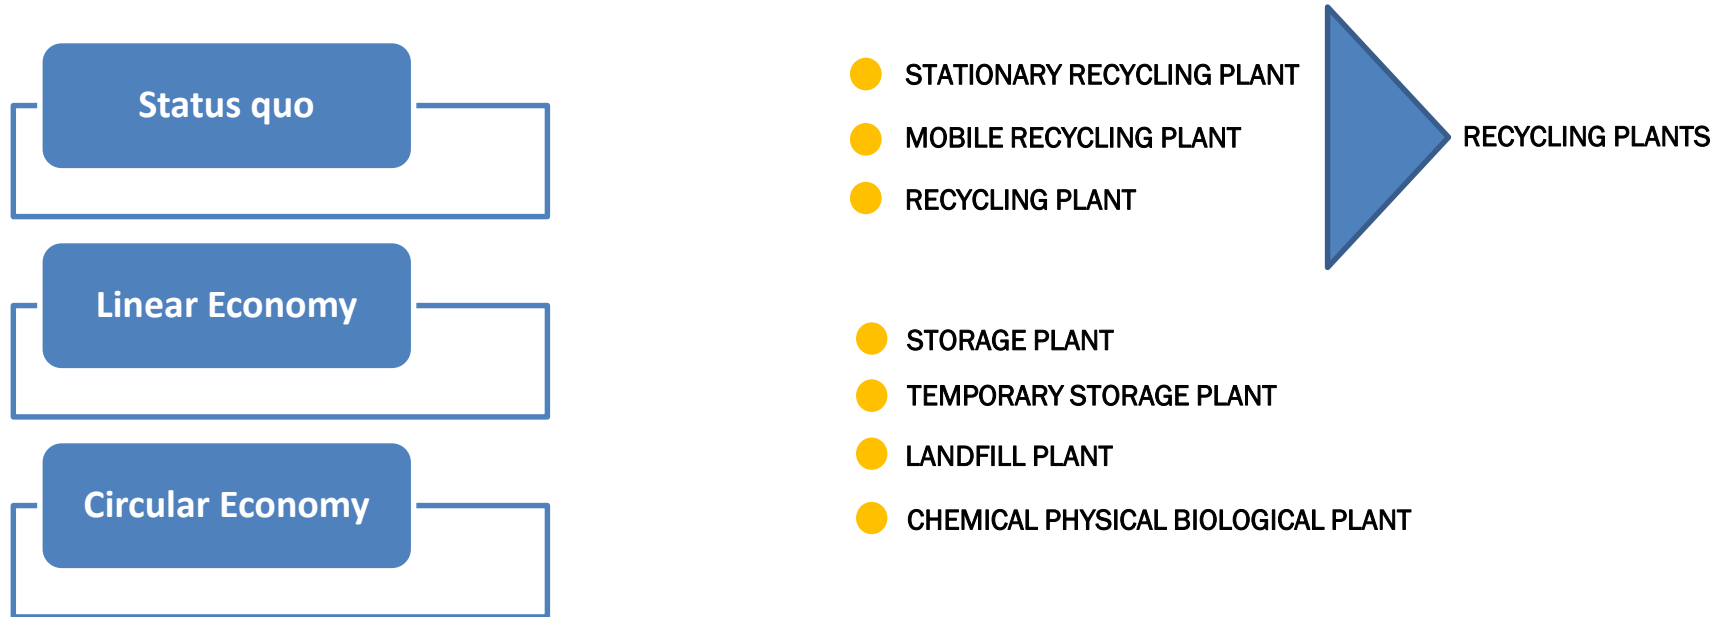 Status quo
Linear Economy
Circular Economy
STATIONARY RECYCLING PLANT
MOBILE RECYCLING PLANT
RECYCLING PLANT
RECYCLING PLANTS
STORAGE PLANT
TEMPORARY STORAGE PLANT
LANDFILL PLANT
CHEMICAL PHYSICAL BIOLOGICAL PLANT